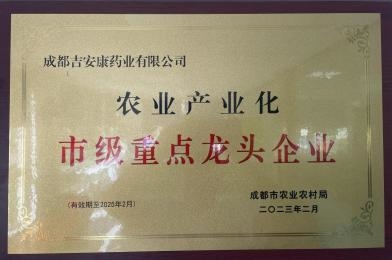 成都吉安康药业有限公司
农业产业化
市级重点龙头企业
成都市农业农村局
(有效期至2025年2月)
二〇二三年二月